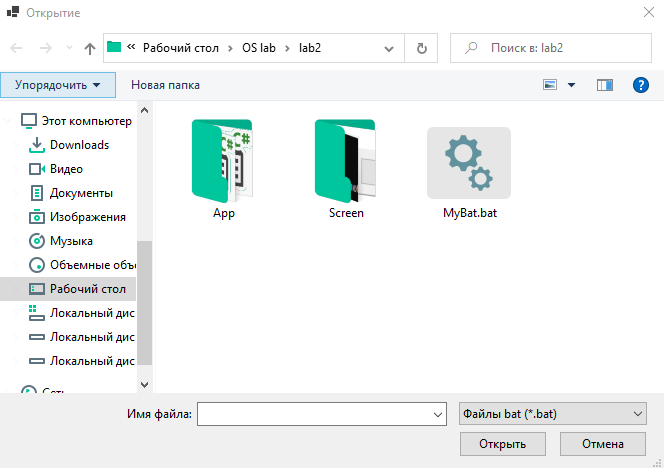 Открытие
« Рабочий стол › OS lab › lab2
Поиск в: lab2
Упорядочить
Новая папка
?
Этот компьютер
Downloads
Видео
Документы
Изображения
Музыка
Объемные объ
Рабочий стол
Локальный дис
Локальный дис
Локальный дис
Сеть
C# C#
App
Screen
MyBat.bat
Имя файла:
Файлы bat (*.bat)
Открыть
Отмена